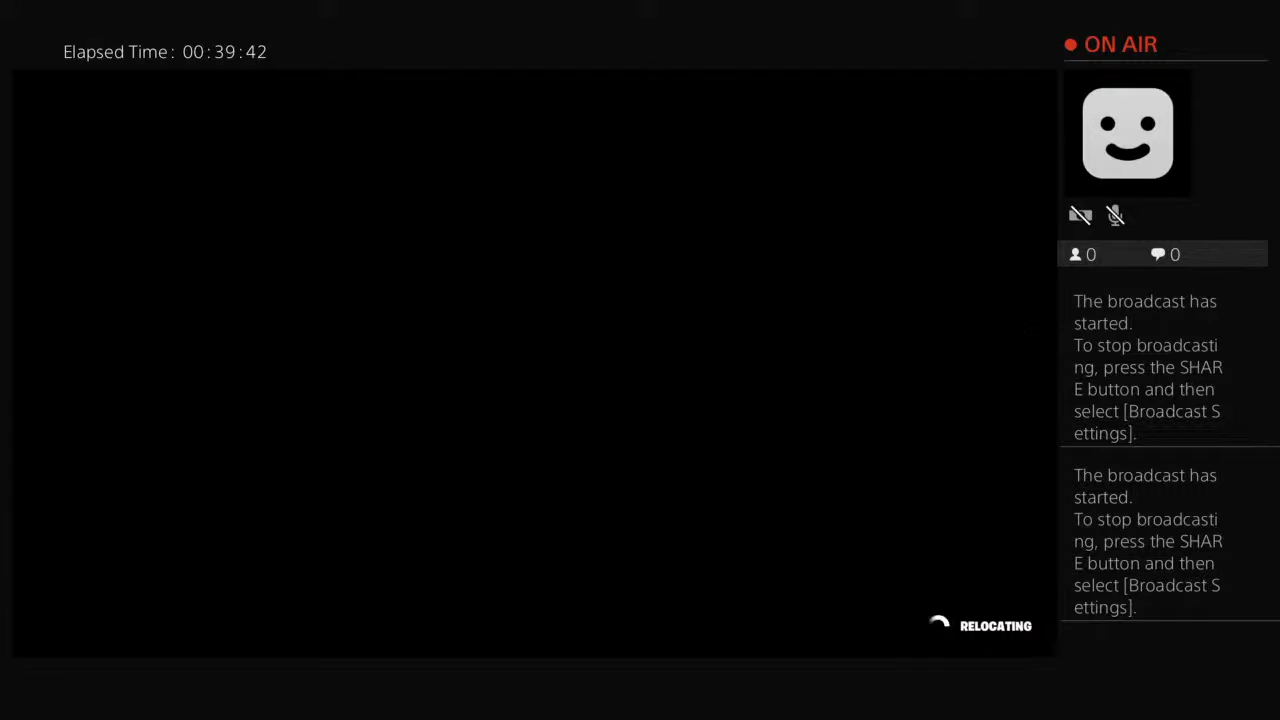 Elapsed Time: 00:39:42
ON AIR
0 0
The broadcast has
started.
To stop broadcasti
ng, press the SHAR
E button and then
select [Broadcast S
ettings].
The broadcast has
started.
To stop broadcasti
ng, press the SHAR
E button and then
select [Broadcast S
ettings].
RELOCATING